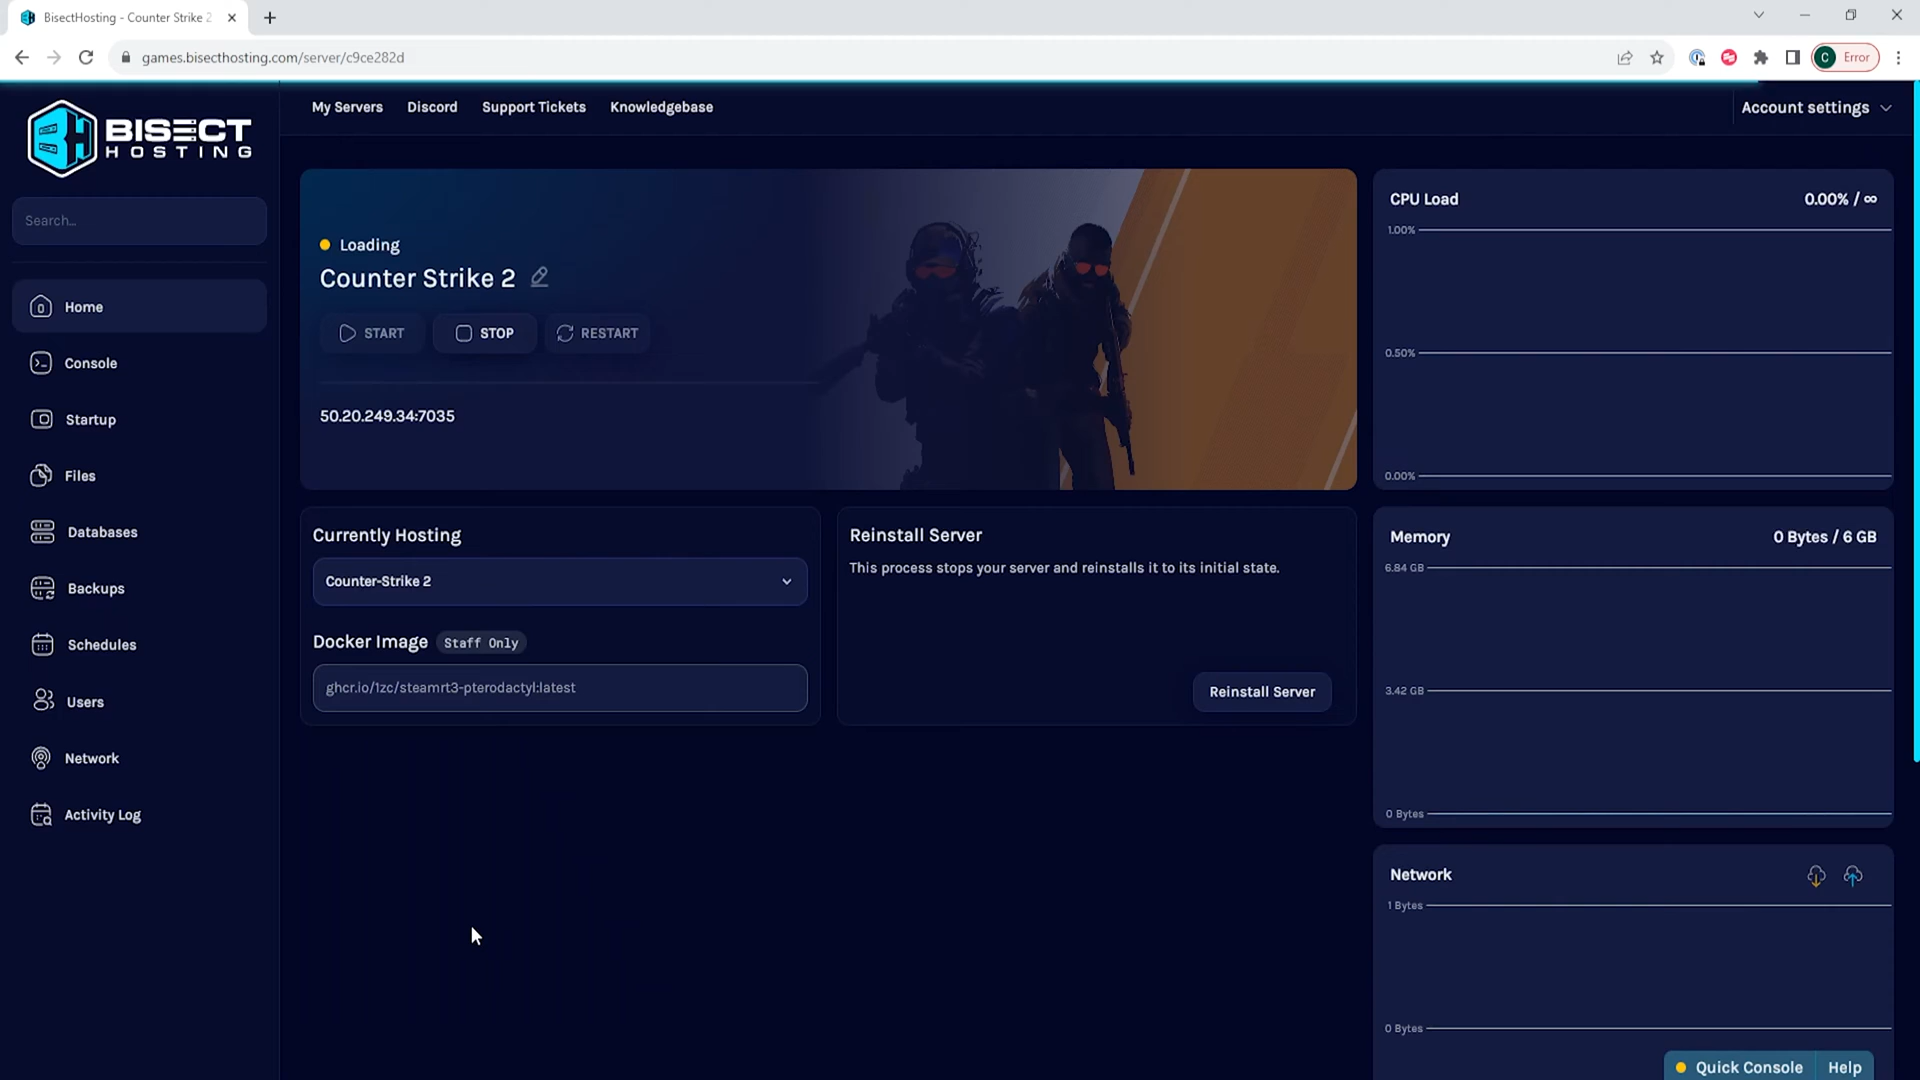 BisectHosting - Counter Strike 2
games.bisecthosting.com/server/c9ce282d
C
Error
BISECT
HOSTING
My Servers
Discord
Support Tickets
Knowledgebase
Account settings
Search...
Home
Console
Startup
Files
Databases
Backups
Schedules
Users
Network
Activity Log
Loading
Counter Strike 2
START
STOP
RESTART
50.20.249.34:7035
Currently Hosting
Counter-Strike 2
Docker Image
Staff Only
ghcr.io/1zc/steamrt3-pterodactyl:latest
Reinstall Server
This process stops your server and reinstalls it to its initial state.
Reinstall Server
CPU Load
0.00% / ∞
1.00%
0.50%
0.00%
Memory
0 Bytes / 6 GB
6.84 GB
3.42 GB
0 Bytes
Network
1 Bytes
0 Bytes
Quick Console
Help